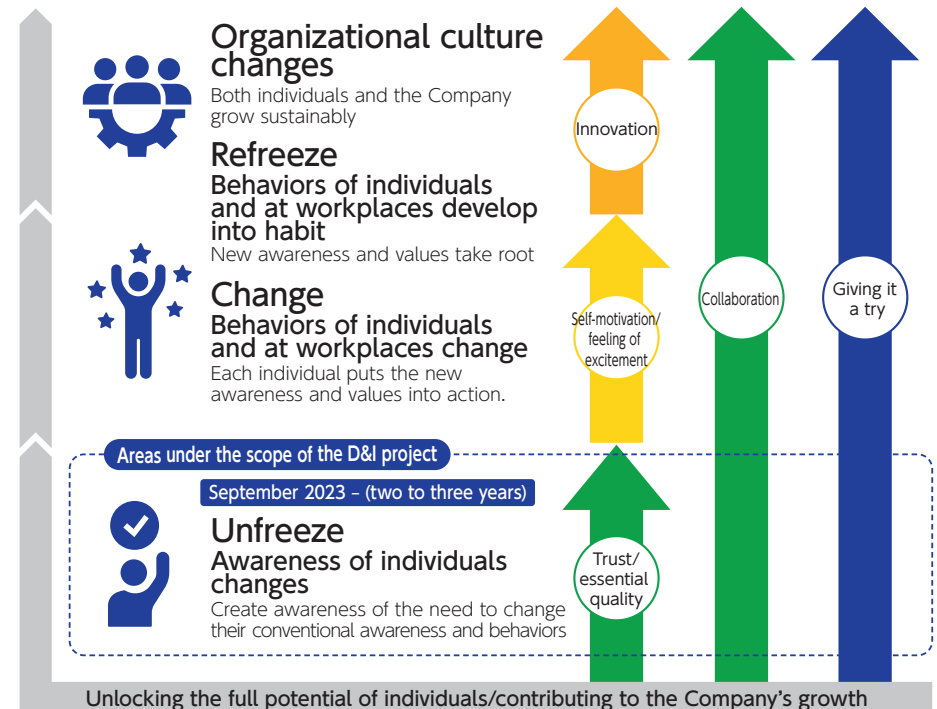 Organizational culture
changes
Both individuals and the Company
grow sustainably
Refreeze
Behaviors of individuals
and at workplaces develop
into habit
New awareness and values take root
Change
Behaviors of individuals
and at workplaces change
Each individual puts the new
awareness and values into action.
Innovation
Self-motivation/
feeling of
excitement
Collaboration
Giving it
a try
Areas under the scope of the D&I project
September 2023 – (two to three years)
Unfreeze
Awareness of individuals
changes
Create awareness of the need to change
their conventional awareness and behaviors
Trust/
essential
quality
Unlocking the full potential of individuals/contributing to the Company's growth